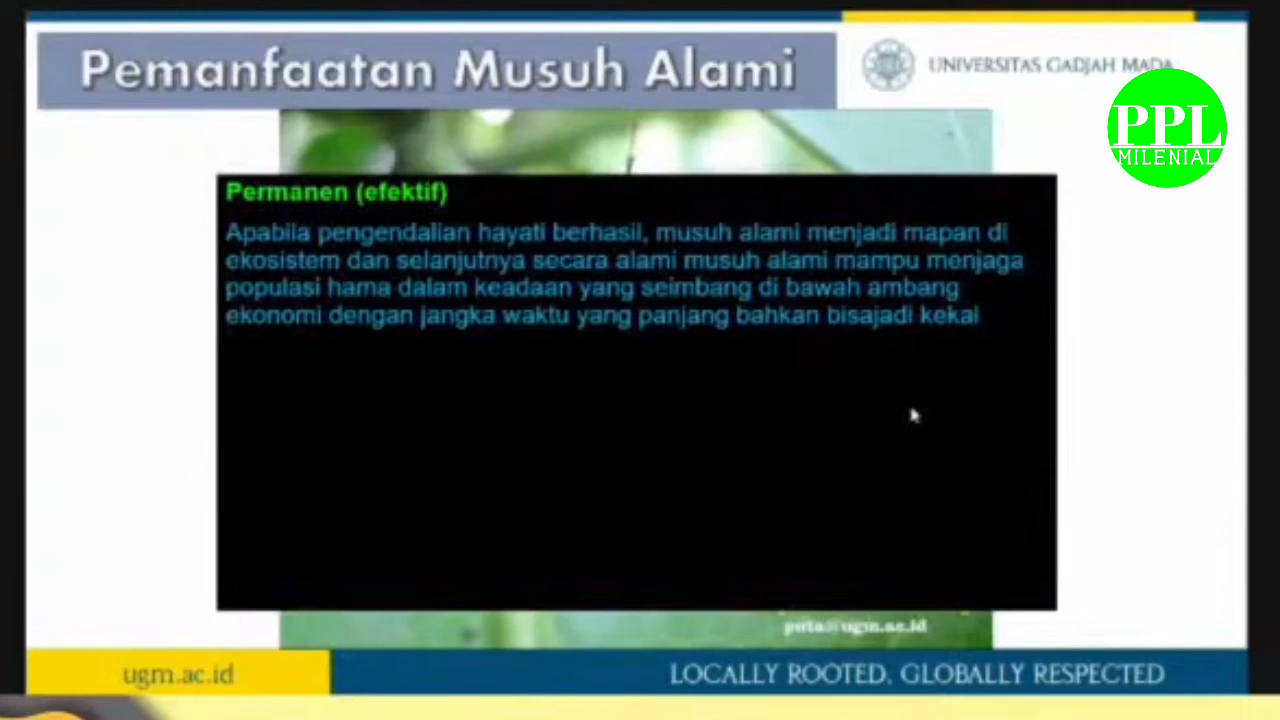 Pemanfaatan Musuh Alami
UNIVERSITAS GADJAH MADA
PPL
MILENIAL
Permanen (efektif)
Apabila pengendalian hayati berhasil, musuh alami menjadi mapan di
ekosistem dan selanjutnya secara alami musuh alami mampu menjaga
populasi hama dalam keadaan yang seimbang di bawah ambang
ekonomi dengan jangka waktu yang panjang bahkan bisajadi kekal
ugm.ac.id
LOCALLY ROOTED, GLOBALLY RESPECTED